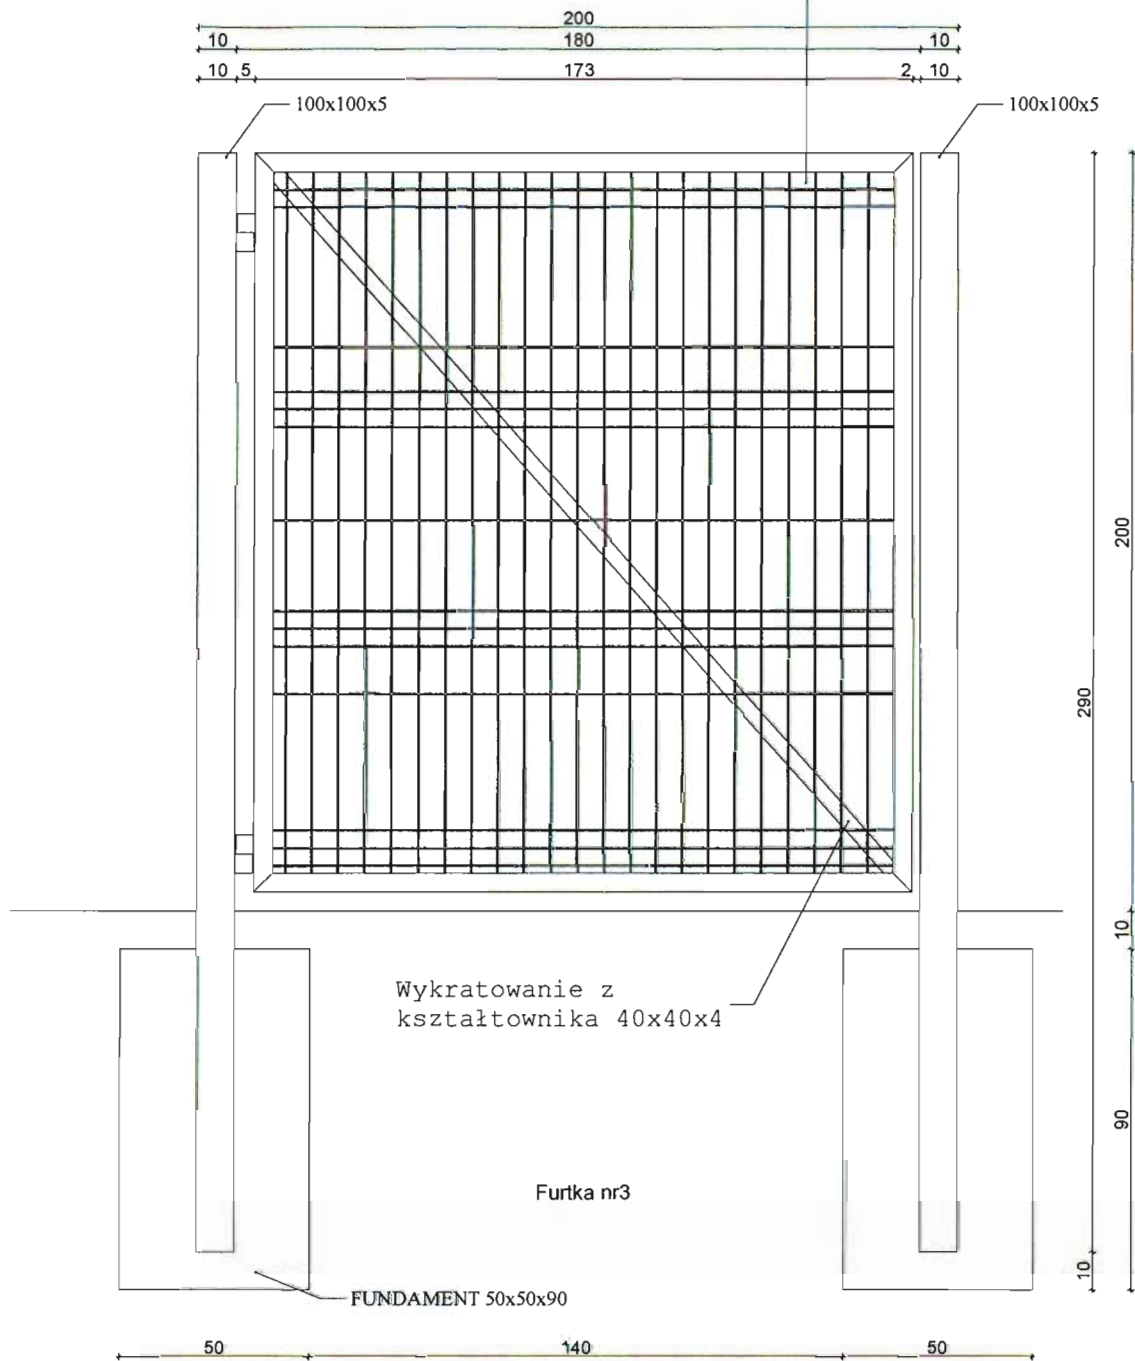 200
10 180 10
10 5 173 2 10
100x100x5 100x100x5
200
290
Wykratowanie z
kształtownika 40x40x4
10
90
Furtka nr3
10
FUNDAMENT 50x50x90
50 140 50